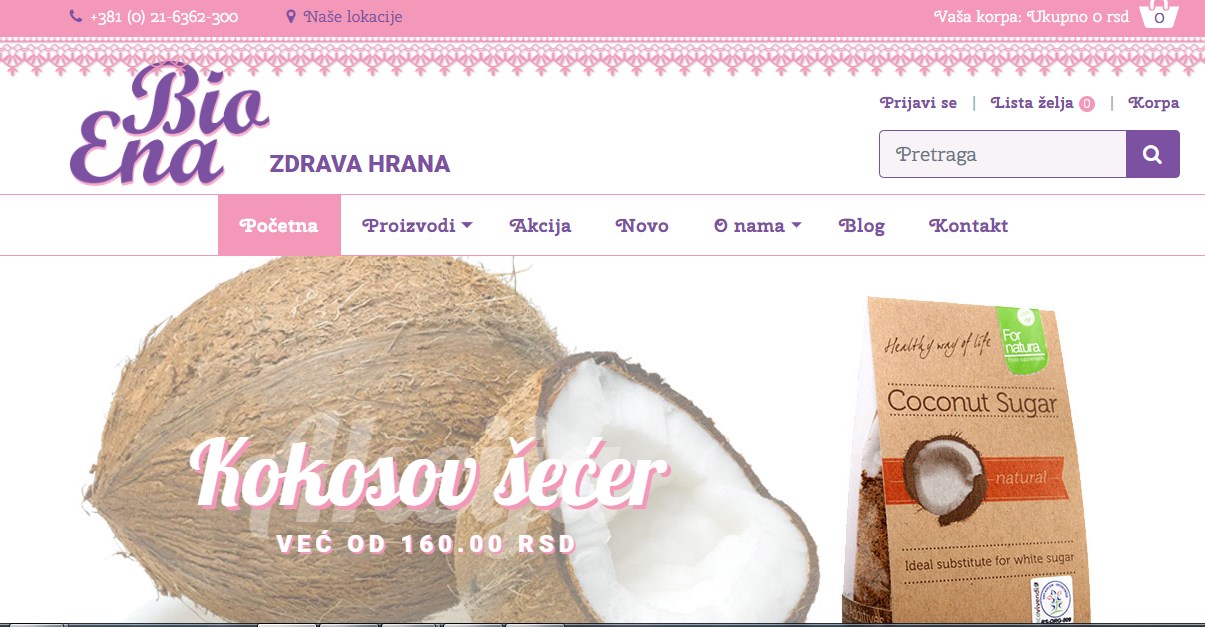 +381 (0) 21-6362-300
Naše lokacije
Vaša korpa: Ukupno 0 rsd
0
Bio
Ena
ZDRAVA HRANA
Prijavi se | Lista želja 0 | Korpa
Pretraga
Početna
Proizvodi
Akcija
Novo
O nama
Blog
Kontakt
Akcija
Kokosov šećer
VEĆ OD 160.00 RSD
Healthy way of life
For
natura
Coconut Sugar
natural
Ideal substitute for white sugar